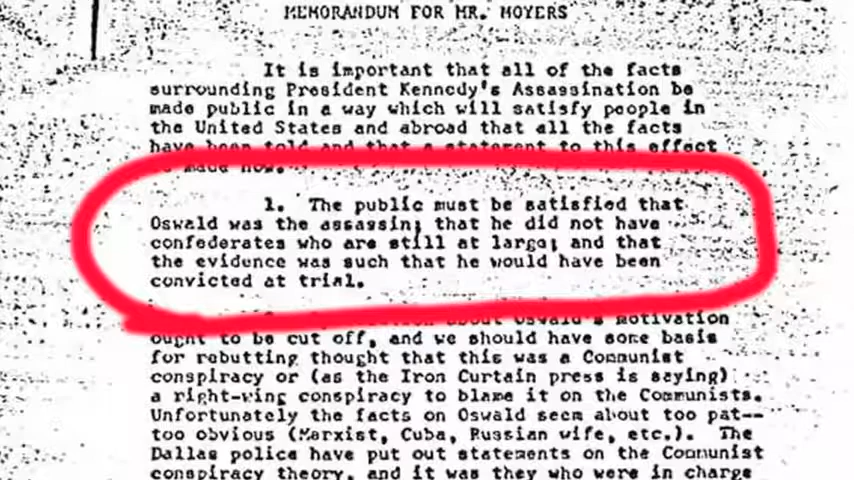 MEMORANDUM FOR MR. MOYERS
It is important that all of the facts
surrounding President Kennedy's Assassination be
made public in a way which will satisfy people in
the United States and abroad that all the facts
have been told and that a statement to this effect
made now.
1. The public must be satisfied that
Oswald was the assassin; that he did not have
confederates who are still at large; and that
the evidence was such that he would have been
convicted at trial.
about Oswald's motivation
ought to be cut off, and we should have some basis
for rebutting thought that this was a Communist
conspiracy or (as the Iron Curtain press is saying)
a right-wing conspiracy to blame it on the Communists.
Unfortunately the facts on Oswald seem about too pat--
too obvious (Marxist, Cuba, Russian wife, etc.). The
Dallas police have put out statements on the Communist
conspiracy theory, and it was they who were in charge